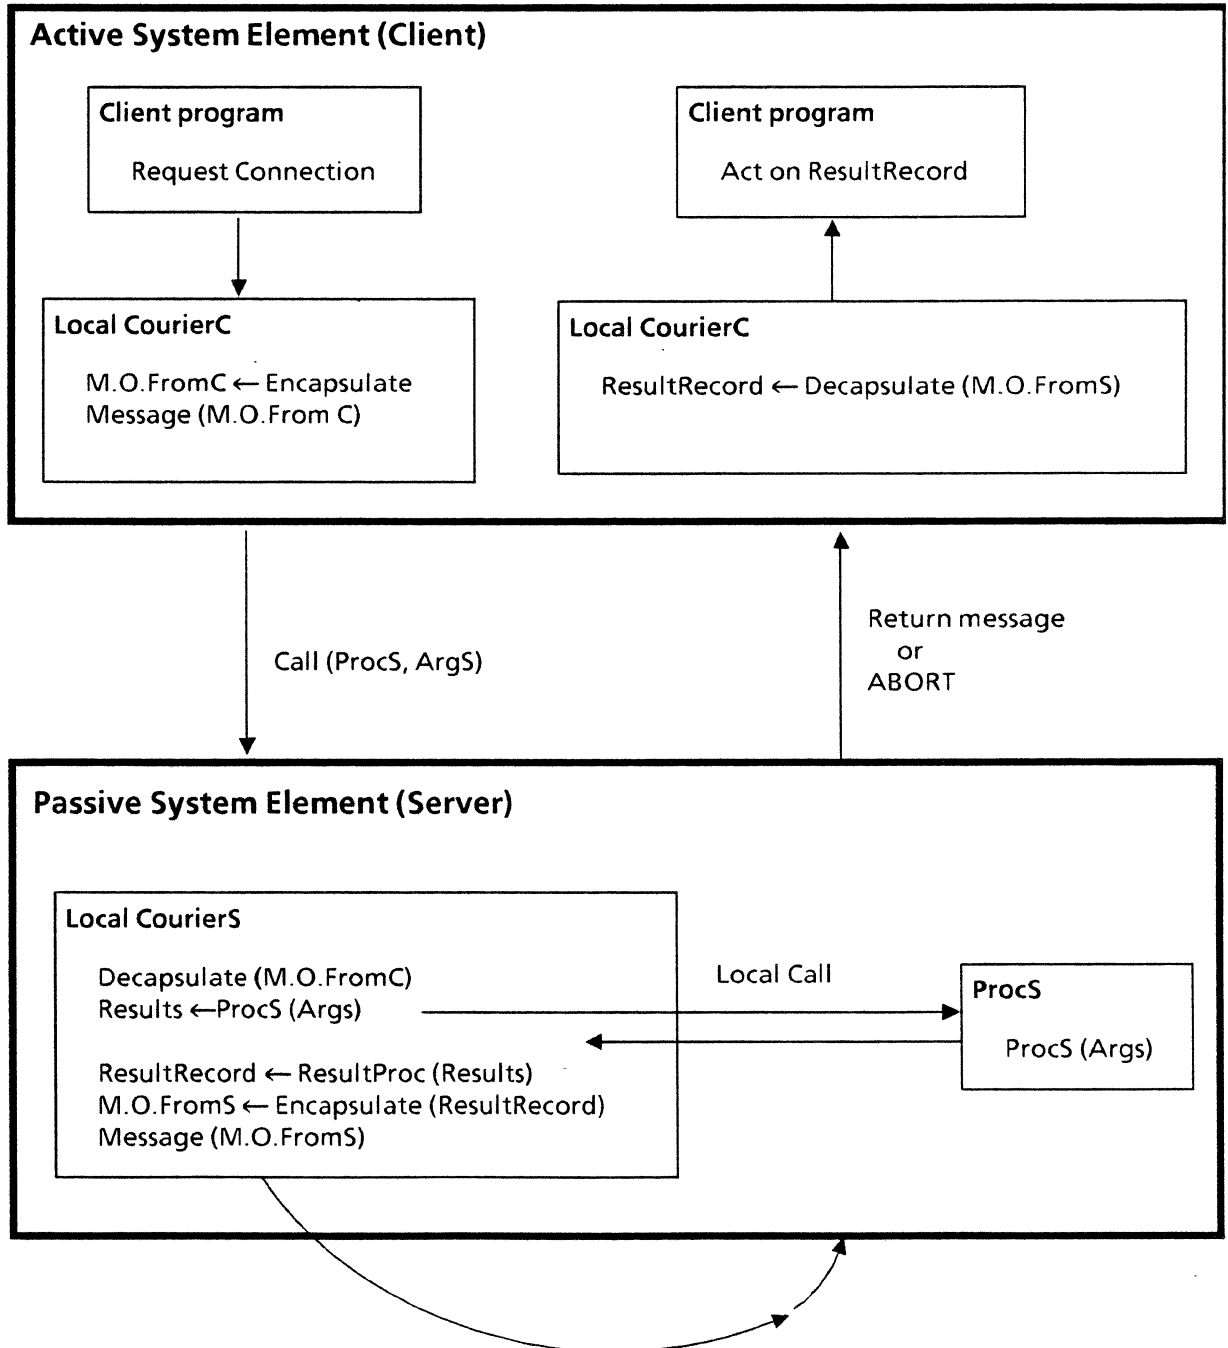 Active System Element (Client)
Client program
Request Connection
Client program
Act on ResultRecord
Local CourierC
M.O.FromC ← Encapsulate
Message (M.O.From C)
Local CourierC
ResultRecord ← Decapsulate (M.O.FromS)
Call (ProcS, ArgS)
Return message
or
ABORT
Passive System Element (Server)
Local CourierS
Decapsulate (M.O.FromC)
Results ←ProcS (Args)
ResultRecord ← ResultProc (Results)
M.O.FromS ← Encapsulate (ResultRecord)
Message (M.O.FromS)
Local Call
ProcS
ProcS (Args)